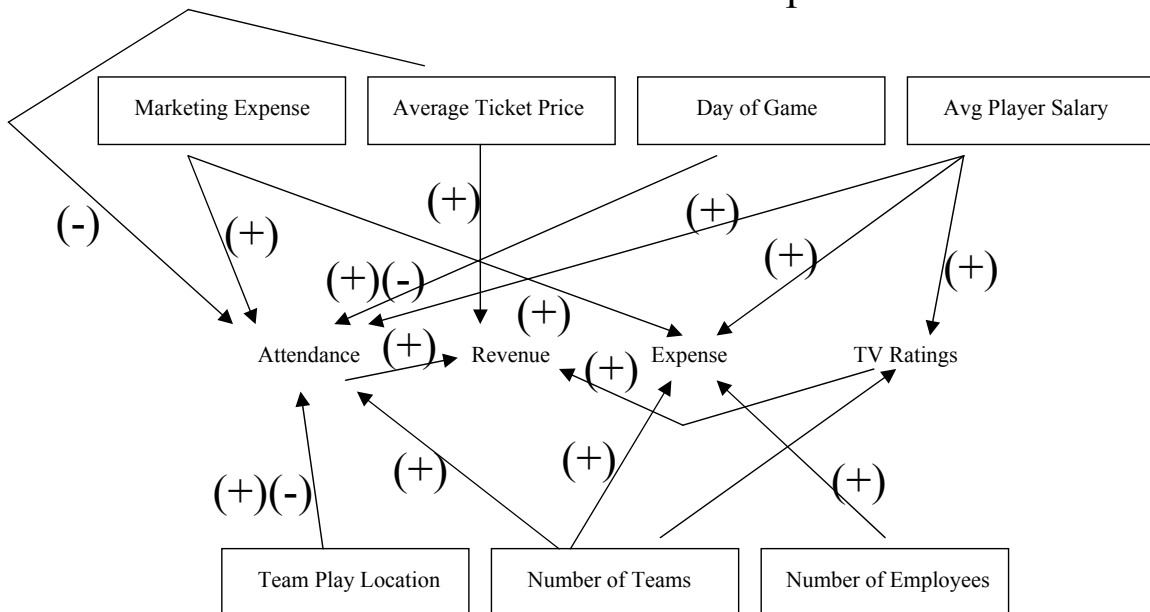 Marketing Expense
Average Ticket Price
Day of Game
Avg Player Salary
(-)
(+)
(+)
(+)
(+)
(+)
(+)(-)
(+)
Attendance
(+)
Revenue
(+)
Expense
TV Ratings
(+)(-)
(+)
(+)
(+)
Team Play Location
Number of Teams
Number of Employees